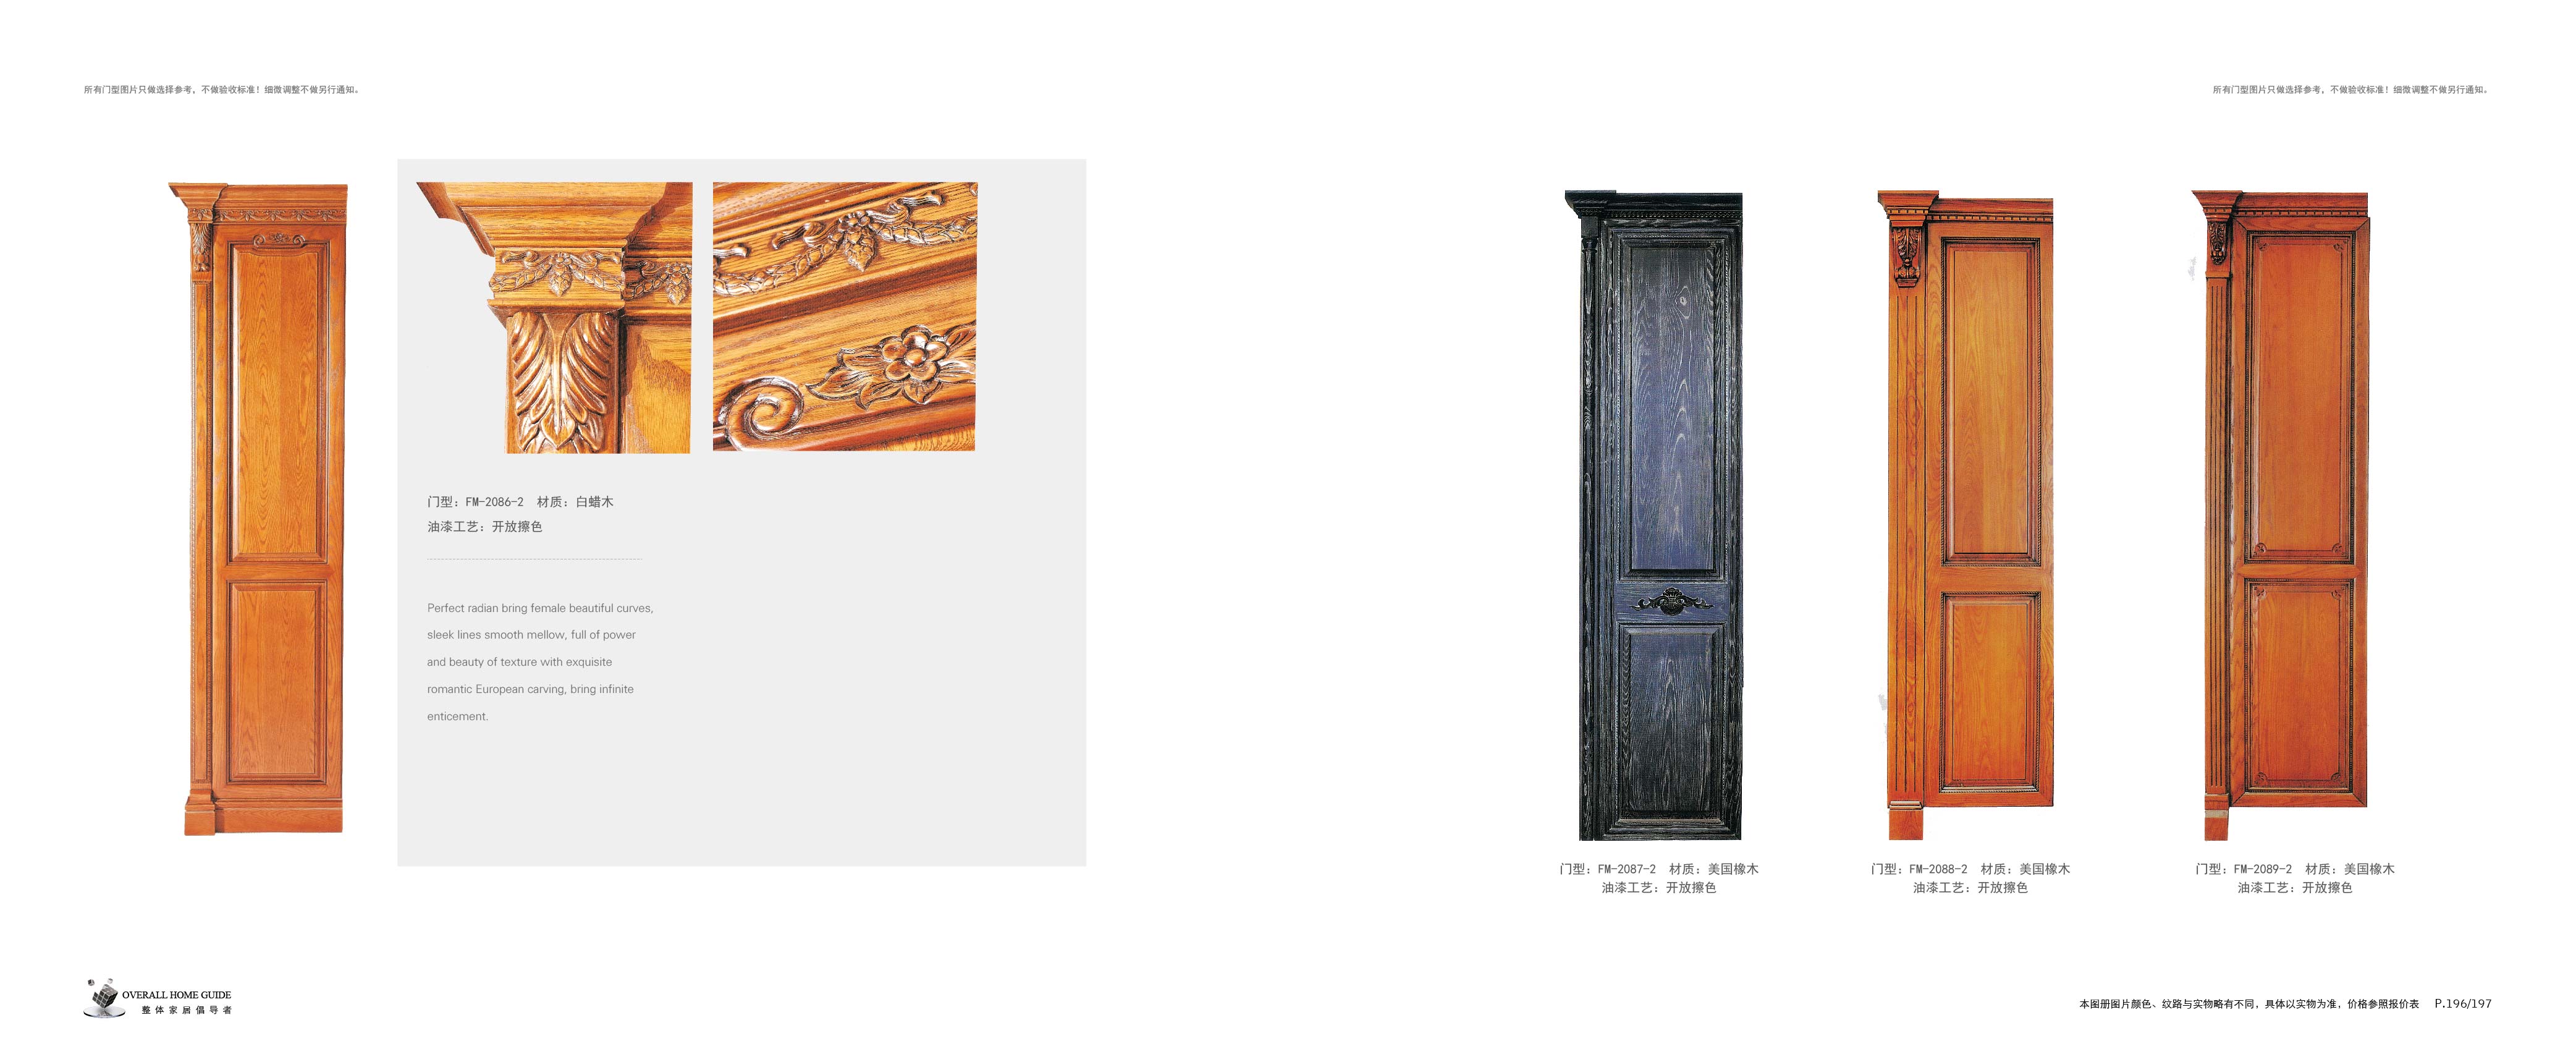 所有门型图片只做选择参考，不做验收标准！细微调整不做另行通知。
所有门型图片只做选择参考，不做验收标准！细微调整不做另行通知。
门型：FM-2086-2 材质：白蜡木
油漆工艺：开放擦色
Perfect radian bring female beautiful curves,
sleek lines smooth mellow, full of power
and beauty of texture with exquisite
romantic European carving, bring infinite
enticement.
门型：FM-2087-2 材质：美国橡木
油漆工艺：开放擦色
门型：FM-2088-2 材质：美国橡木
油漆工艺：开放擦色
门型：FM-2089-2 材质：美国橡木
油漆工艺：开放擦色
OVERALL HOME GUIDE
整体家居倡导者
本图册图片颜色、纹路与实物略有不同，具体以实物为准，价格参照报价表 P.196/197